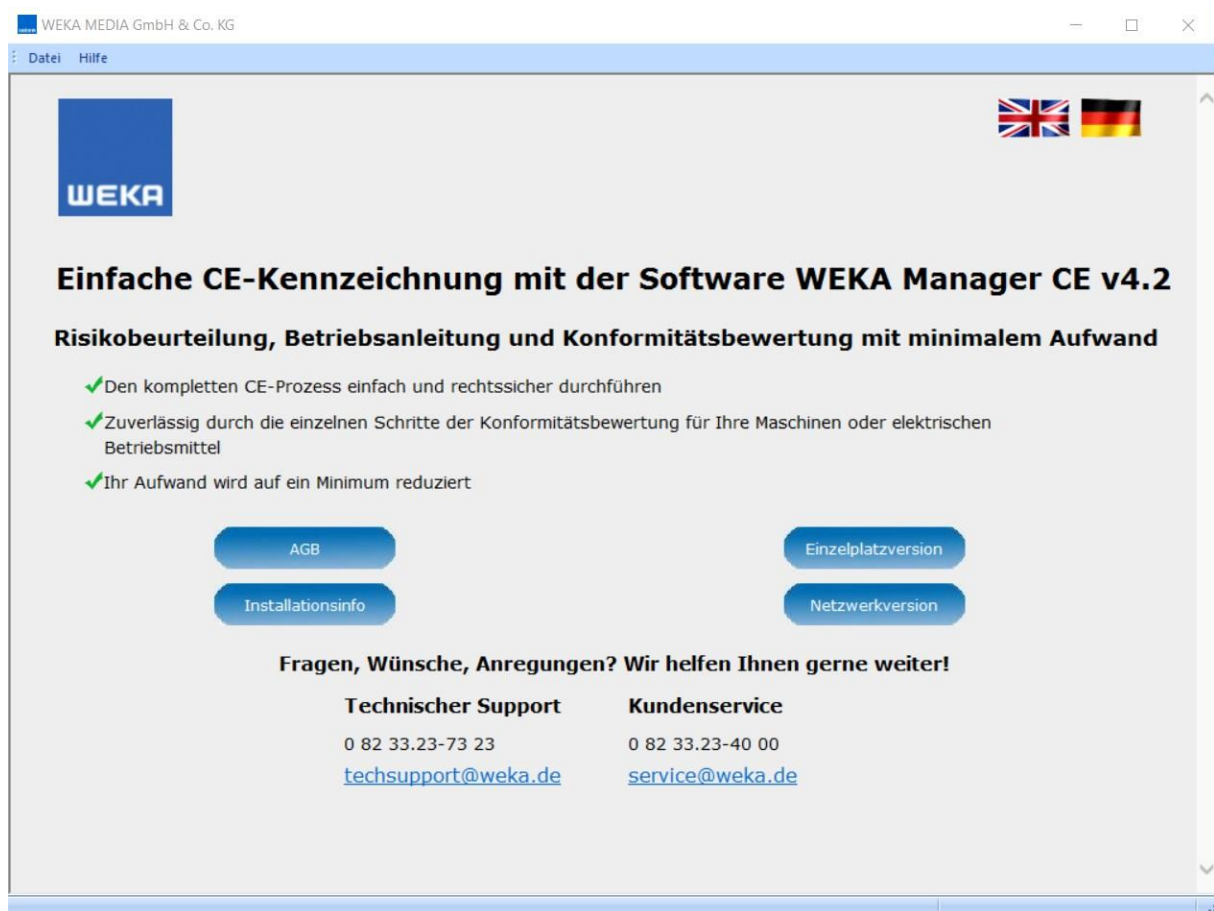 WEKA MEDIA GmbH & Co. KG
Datei Hilfe
WEKA
Einfache CE-Kennzeichnung mit der Software WEKA Manager CE v4.2
Risikobeurteilung, Betriebsanleitung und Konformitätsbewertung mit minimalem Aufwand
Den kompletten CE-Prozess einfach und rechtssicher durchführen
Zuverlässig durch die einzelnen Schritte der Konformitätsbewertung für Ihre Maschinen oder elektrischen
Betriebsmittel
Ihr Aufwand wird auf ein Minimum reduziert
AGB Einzelplatzversion
Installationsinfo Netzwerkversion
Fragen, Wünsche, Anregungen? Wir helfen Ihnen gerne weiter!
Technischer Support Kundenservice
0 82 33.23-73 23 0 82 33.23-40 00
techsupport@weka.de service@weka.de